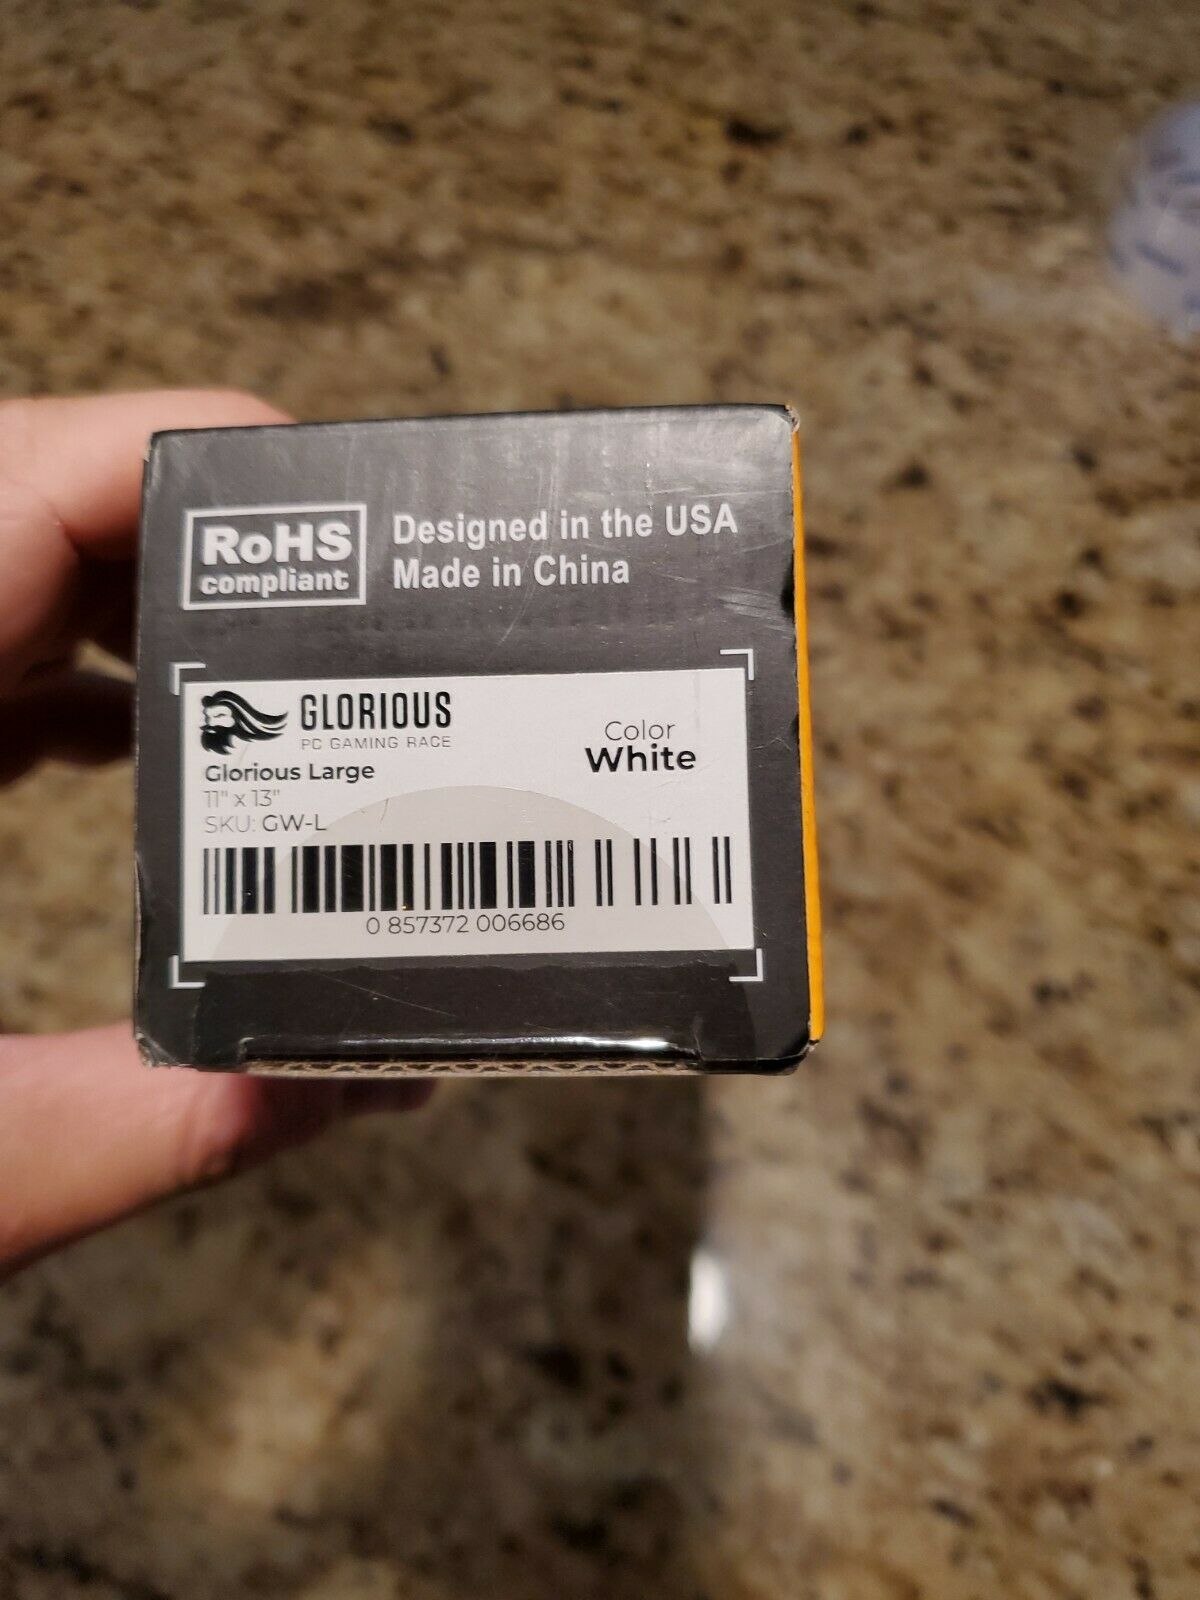 RoHS
compliant
Designed in the USA
Made in China
GLORIOUS
PC GAMING RACE
Glorious Large
11" x 13"
SKU: GW-L
Color
White
0 857372 006686